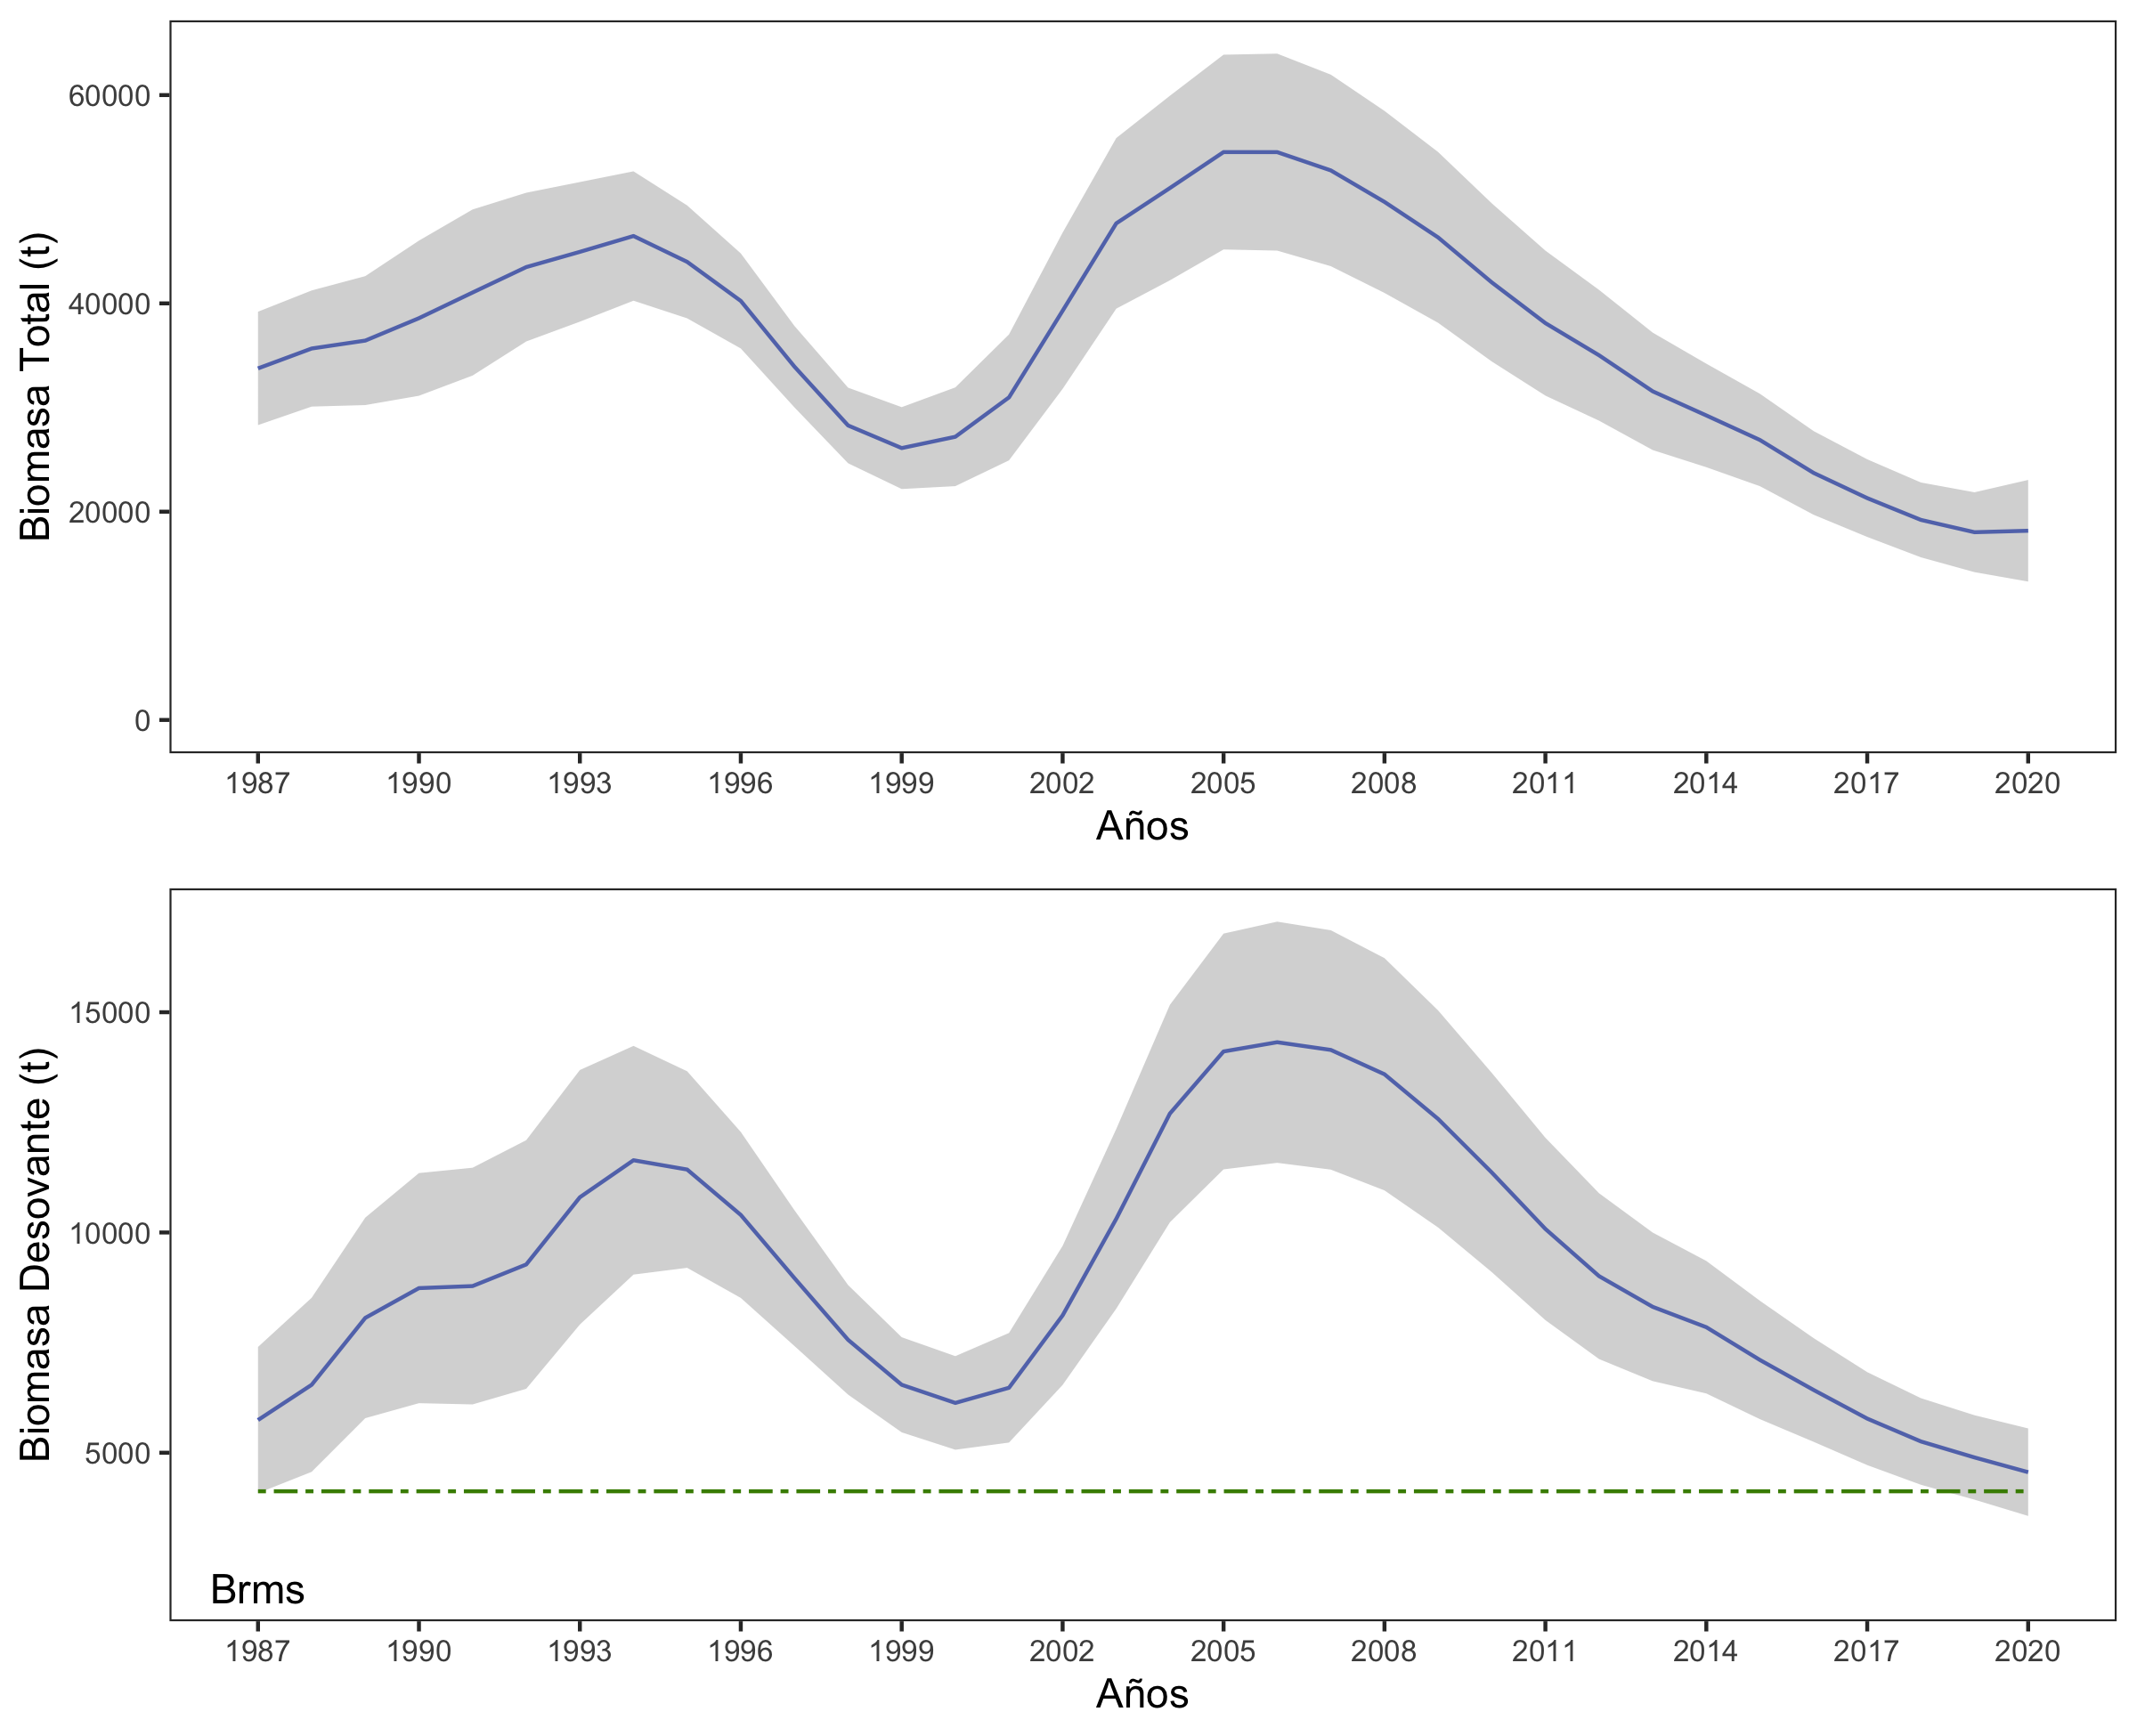 Biomasa Total (t)
60000
40000
20000
0
1987 1990 1993 1996 1999 2002 2005 2008 2011 2014 2017 2020
Años
Biomasa Desovante (t)
15000
10000
5000
Brms
1987 1990 1993 1996 1999 2002 2005 2008 2011 2014 2017 2020
Años